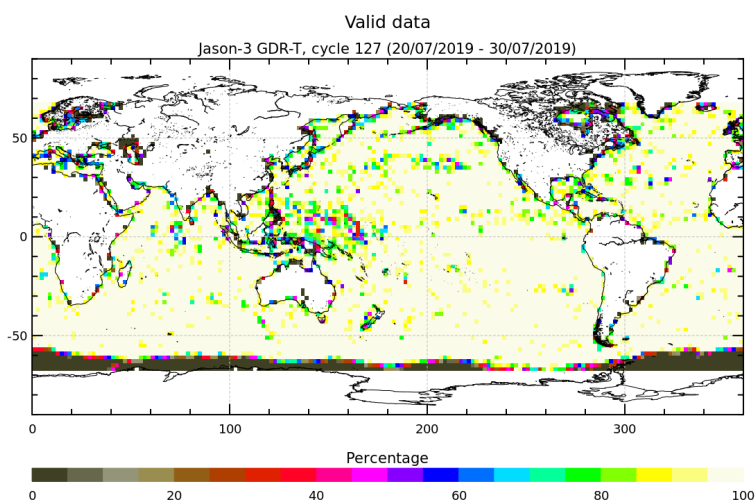 Valid data
Jason-3 GDR-T, cycle 127 (20/07/2019 - 30/07/2019)
50
0
-50
0 100 200 300
Percentage
0 20 40 60 80 100